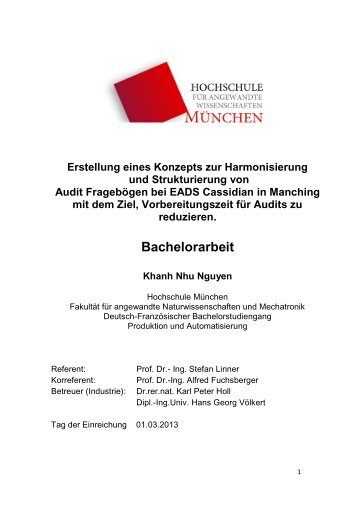 HOCHSCHULE
FÜR ANGEWANDTE
WISSENSCHAFTEN
MÜNCHEN
Erstellung eines Konzepts zur Harmonisierung
und Strukturierung von
Audit Fragebögen bei EADS Cassidian in Manching
mit dem Ziel, Vorbereitungszeit für Audits zu
reduzieren.
Bachelorarbeit
Khanh Nhu Nguyen
Hochschule München
Fakultät für angewandte Naturwissenschaften und Mechatronik
Deutsch-Französischer Bachelorstudiengang
Produktion und Automatisierung
Referent: Prof. Dr.- Ing. Stefan Linner
Korreferent: Prof. Dr.-Ing. Alfred Fuchsberger
Betreuer (Industrie): Dr.rer.nat. Karl Peter Holl
Dipl.-Ing.Univ. Hans Georg Völkert
Tag der Einreichung 01.03.2013
1